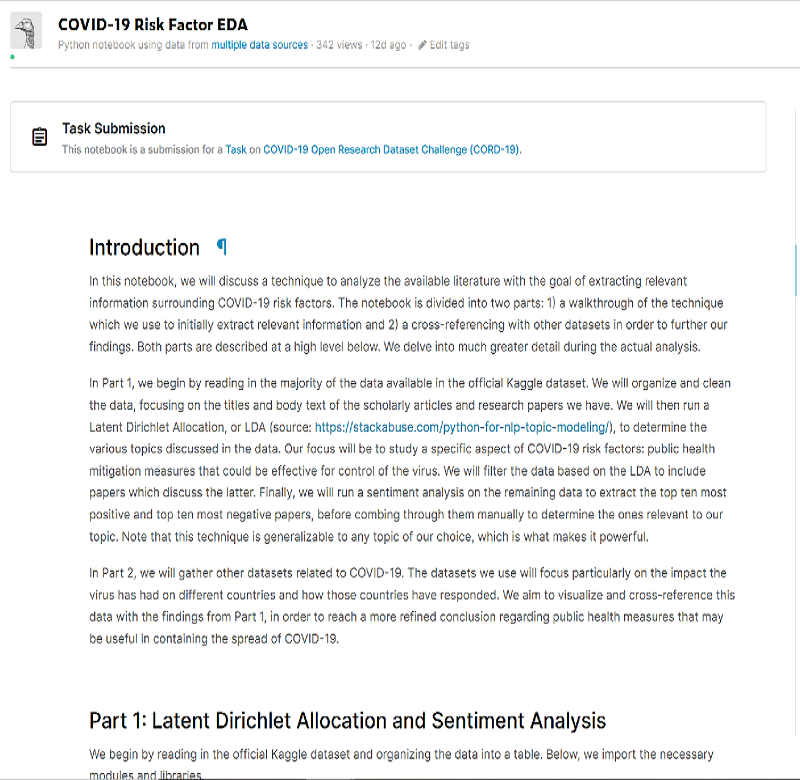 COVID-19 Risk Factor EDA
Python notebook using data from multiple data sources · 342 views · 12d ago · Edit tags
Task Submission
This notebook is a submission for a Task on COVID-19 Open Research Dataset Challenge (CORD-19).
Introduction ¶
In this notebook, we will discuss a technique to analyze the available literature with the goal of extracting relevant
information surrounding COVID-19 risk factors. The notebook is divided into two parts: 1) a walkthrough of the technique
which we use to initially extract relevant information and 2) a cross-referencing with other datasets in order to further our
findings. Both parts are described at a high level below. We delve into much greater detail during the actual analysis.
In Part 1, we begin by reading in the majority of the data available in the official Kaggle dataset. We will organize and clean
the data, focusing on the titles and body text of the scholarly articles and research papers we have. We will then run a
Latent Dirichlet Allocation, or LDA (source: https://stackabuse.com/python-for-nlp-topic-modeling/), to determine the
various topics discussed in the data. Our focus will be to study a specific aspect of COVID-19 risk factors: public health
mitigation measures that could be effective for control of the virus. We will filter the data based on the LDA to include
papers which discuss the latter. Finally, we will run a sentiment analysis on the remaining data to extract the top ten most
positive and top ten most negative papers, before combing through them manually to determine the ones relevant to our
topic. Note that this technique is generalizable to any topic of our choice, which is what makes it powerful.
In Part 2, we will gather other datasets related to COVID-19. The datasets we use will focus particularly on the impact the
virus has had on different countries and how those countries have responded. We aim to visualize and cross-reference this
data with the findings from Part 1, in order to reach a more refined conclusion regarding public health measures that may
be useful in containing the spread of COVID-19.
Part 1: Latent Dirichlet Allocation and Sentiment Analysis
We begin by reading in the official Kaggle dataset and organizing the data into a table. Below, we import the necessary
modules and libraries.